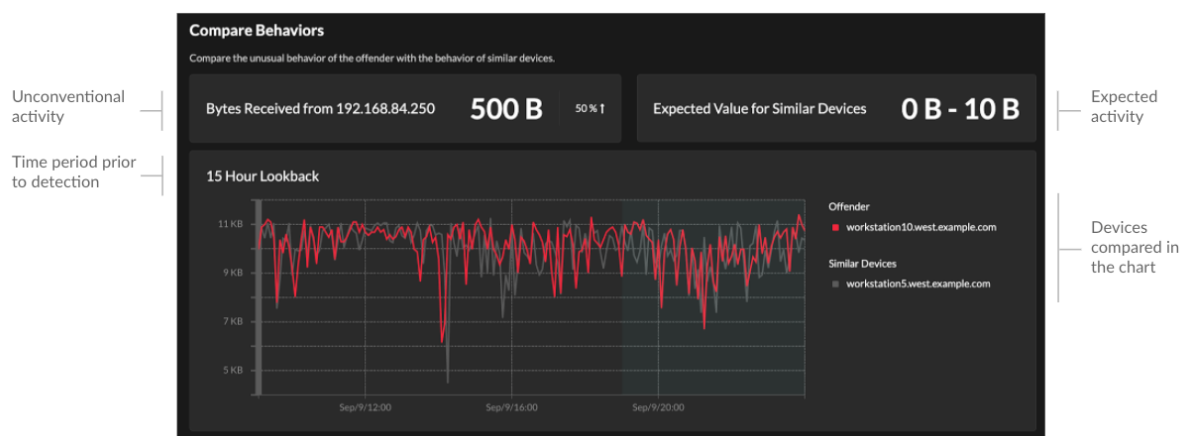 Compare Behaviors
Compare the unusual behavior of the offender with the behavior of similar devices.
Unconventional
activity
Bytes Received from 192.168.84.250
500 B
50 % ↑
Expected Value for Similar Devices
0 B - 10 B
Expected
activity
Time period prior
to detection
15 Hour Lookback
11 KB
9 KB
7 KB
5 KB
Sep/9/12:00
Sep/9/16:00
Sep/9/20:00
Offender
workstation10.west.example.com
Similar Devices
workstation5.west.example.com
Devices
compared in
the chart